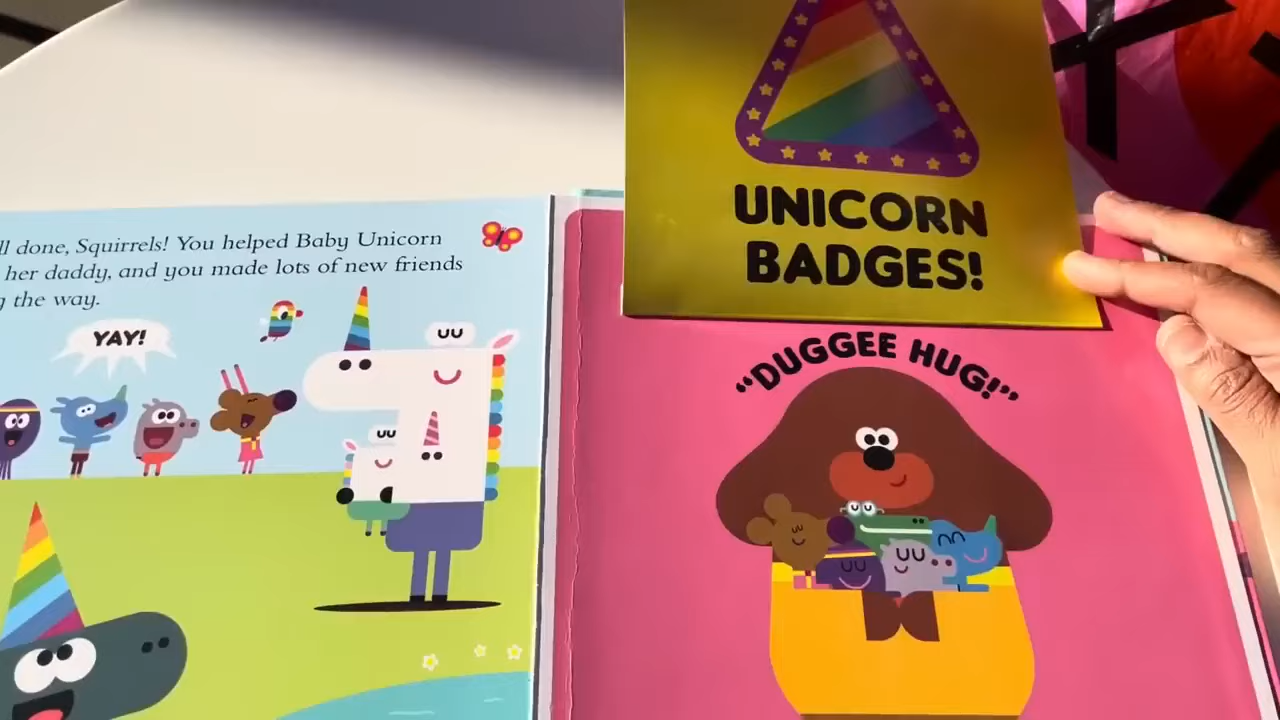 ll done, Squirrels! You helped Baby Unicorn
her daddy, and you made lots of new friends
g the way.
YAY!
UNICORN
BADGES!
"DUGGEE HUG!"